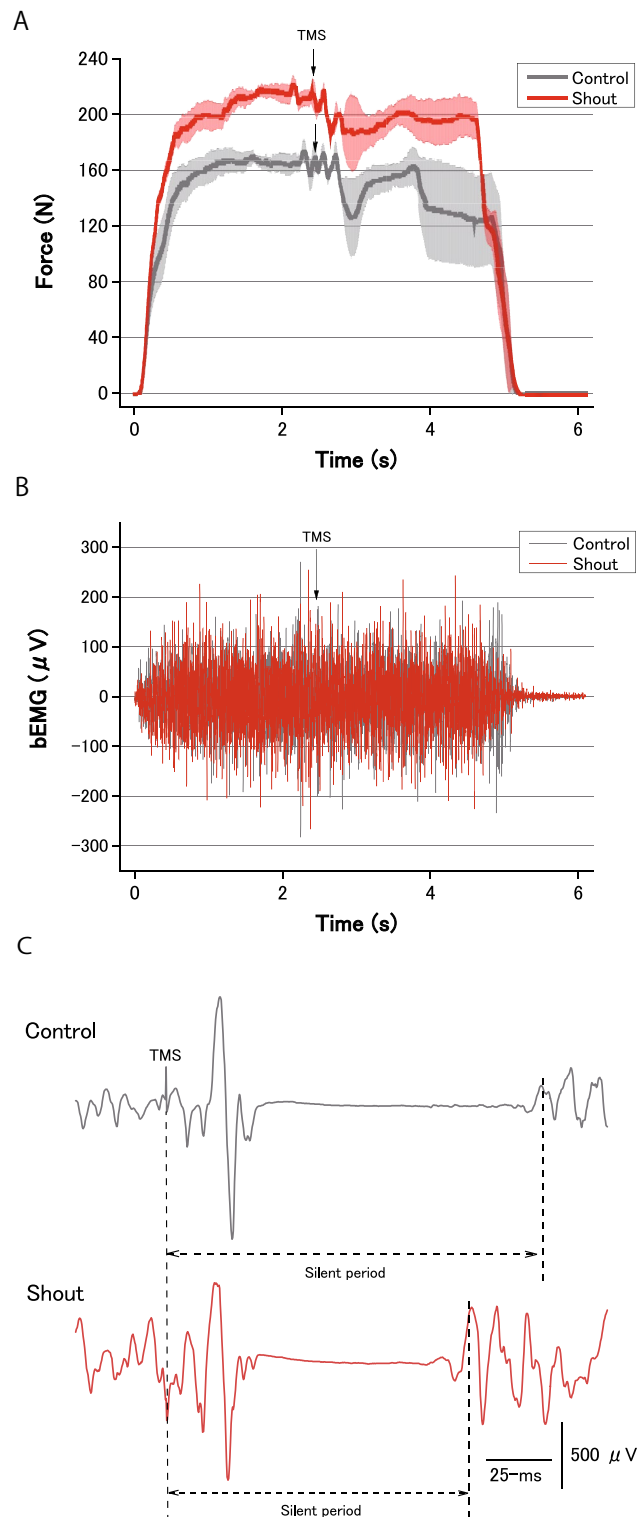 A
TMS
Control
Shout
240
200
160
120
80
40
0
Force (N)
0 2 4 6
Time (s)
B
TMS
Control
Shout
300
200
100
0
-100
-200
-300
bEMG (μV)
0 2 4 6
Time (s)
C
Control
TMS
Silent period
Shout
500 μV
25-ms
Silent period